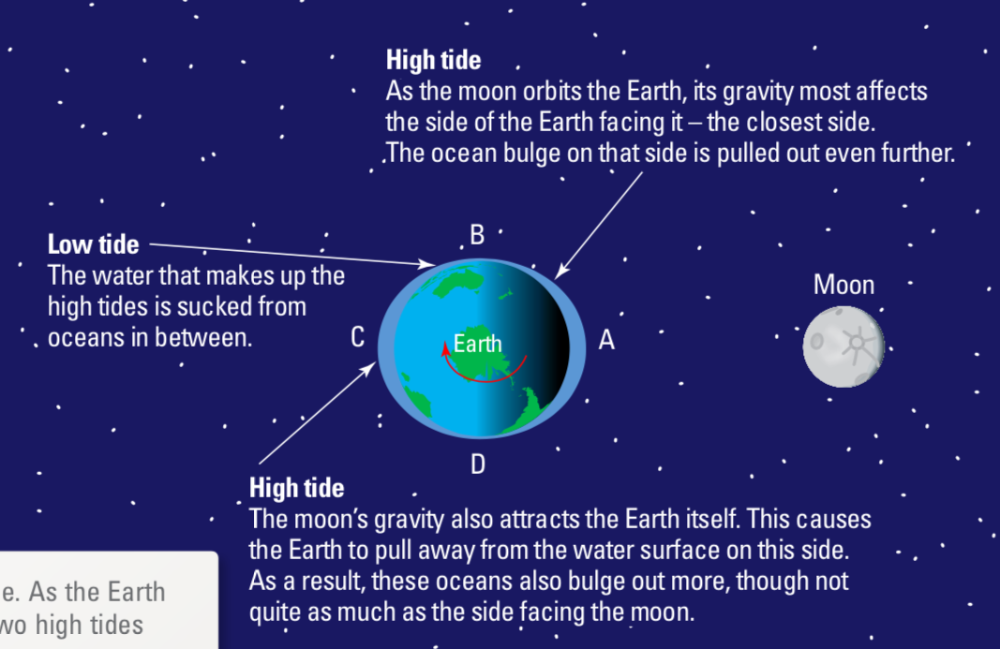 High tide
As the moon orbits the Earth, its gravity most affects
the side of the Earth facing it – the closest side.
The ocean bulge on that side is pulled out even further.
B
Low tide
The water that makes up the
high tides is sucked from
oceans in between.
Moon
C
Earth
A
D
High tide
The moon's gravity also attracts the Earth itself. This causes
the Earth to pull away from the water surface on this side.
As a result, these oceans also bulge out more, though not
quite as much as the side facing the moon.
e. As the Earth
wo high tides